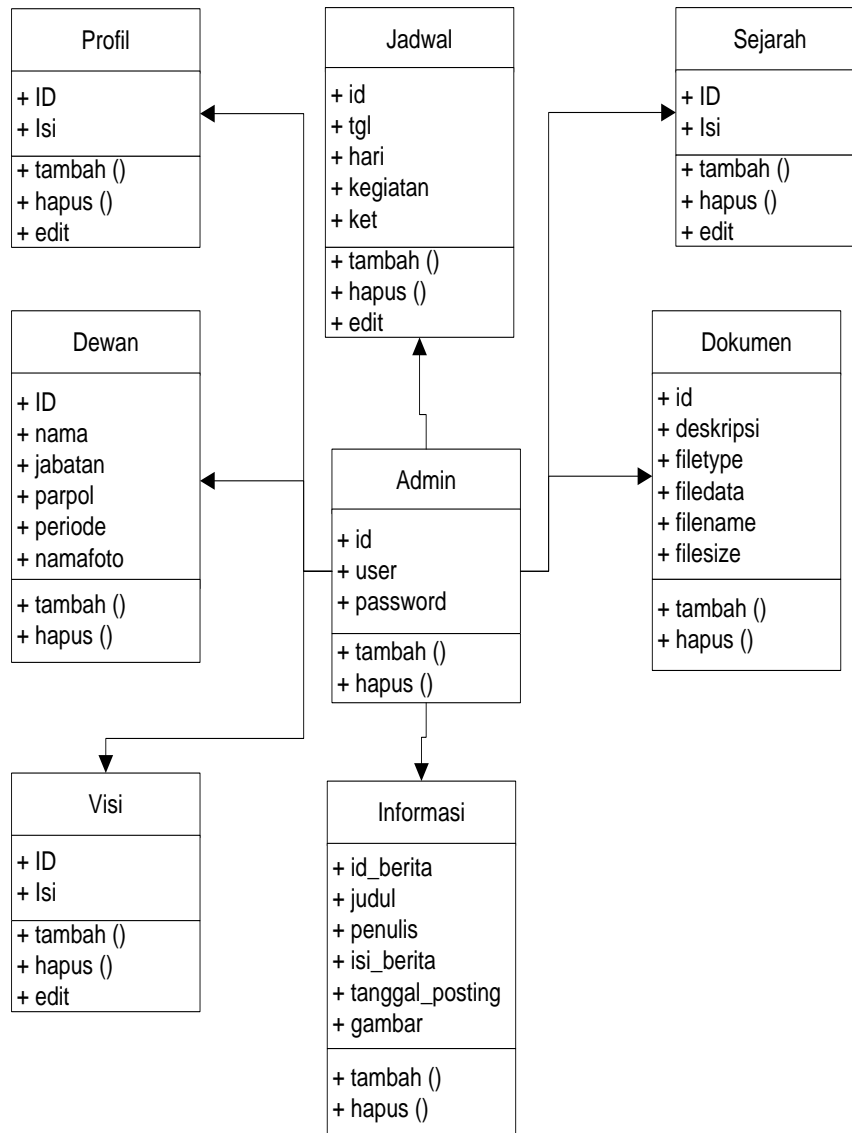 Profil
+ ID
+ Isi
+ tambah ()
+ hapus ()
+ edit
Jadwal
+ id
+ tgl
+ hari
+ kegiatan
+ ket
+ tambah ()
+ hapus ()
+ edit
Sejarah
+ ID
+ Isi
+ tambah ()
+ hapus ()
+ edit
Dewan
+ ID
+ nama
+ jabatan
+ parpol
+ periode
+ namafoto
+ tambah ()
+ hapus ()
Admin
+ id
+ user
+ password
+ tambah ()
+ hapus ()
Dokumen
+ id
+ deskripsi
+ filetype
+ filedata
+ filename
+ filesize
+ tambah ()
+ hapus ()
Visi
+ ID
+ Isi
+ tambah ()
+ hapus ()
+ edit
Informasi
+ id_berita
+ judul
+ penulis
+ isi_berita
+ tanggal_posting
+ gambar
+ tambah ()
+ hapus ()